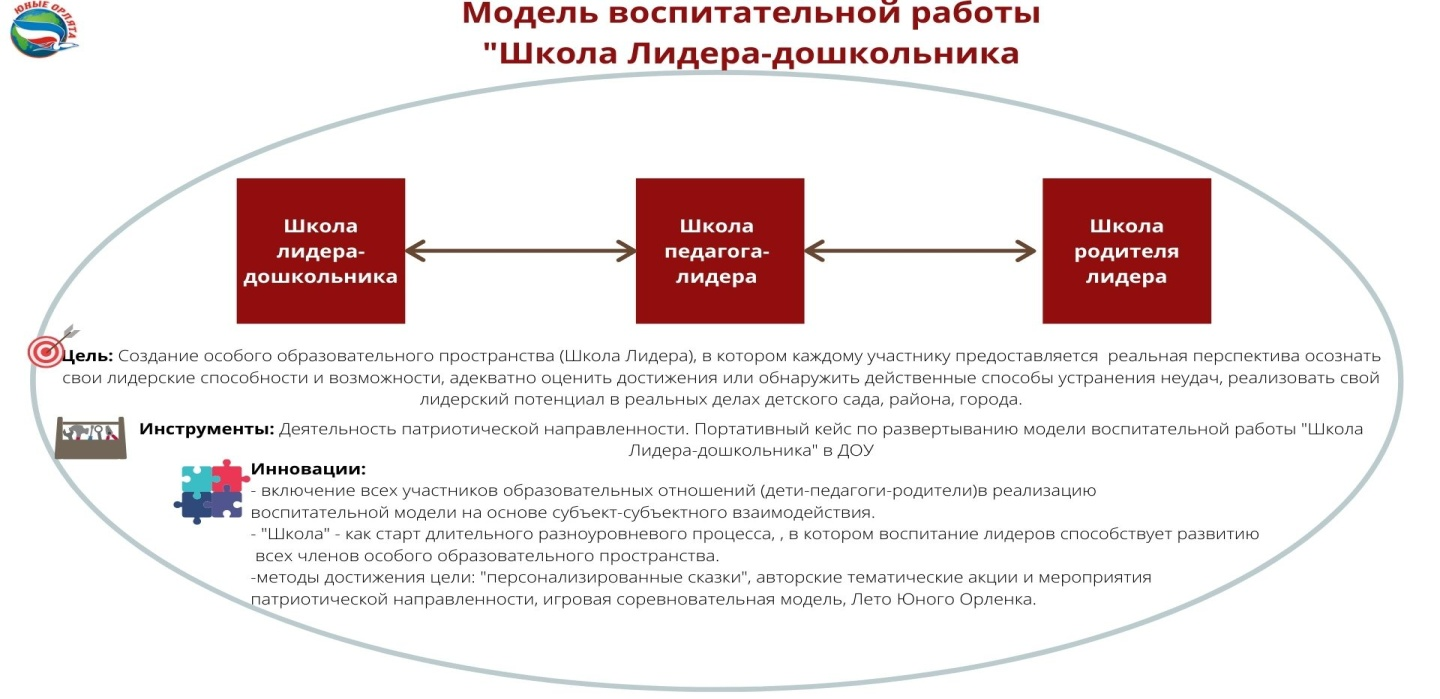 ЮНЫЕ ОРЛЯТА
Модель воспитательной работы
"Школа Лидера-дошкольника
Школа
лидера-
дошкольника
Школа
педагога-
лидера
Школа
родителя
лидера
Цель: Создание особого образовательного пространства (Школа Лидера), в котором каждому участнику предоставляется  реальная перспектива осознать
свои лидерские способности и возможности, адекватно оценить достижения или обнаружить действенные способы устранения неудач, реализовать свой
лидерский потенциал в реальных делах детского сада, района, города.
Инструменты: Деятельность патриотической направленности. Портативный кейс по развертыванию модели воспитательной работы "Школа
Лидера-дошкольника" в ДОУ
Инновации:
- включение всех участников образовательных отношений (дети-педагоги-родители)в реализацию
воспитательной модели на основе субъект-субъектного взаимодействия.
- "Школа" - как старт длительного разноуровневого процесса, , в котором воспитание лидеров способствует развитию
всех членов особого образовательного пространства.
-методы достижения цели: "персонализированные сказки", авторские тематические акции и мероприятия
патриотической направленности, игровая соревновательная модель, Лето Юного Орленка.